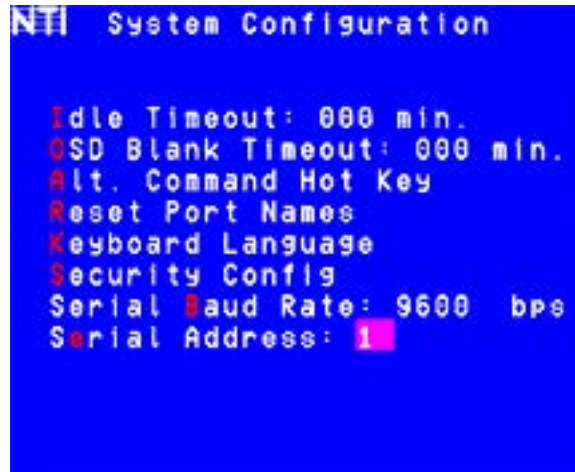 NTI System Configuration
Idle Timeout: 000 min.
OSD Blank Timeout: 000 min.
Alt. Command Hot Key
Reset Port Names
Keyboard Language
Security Config
Serial Baud Rate: 9600 bps
Serial Address: 1